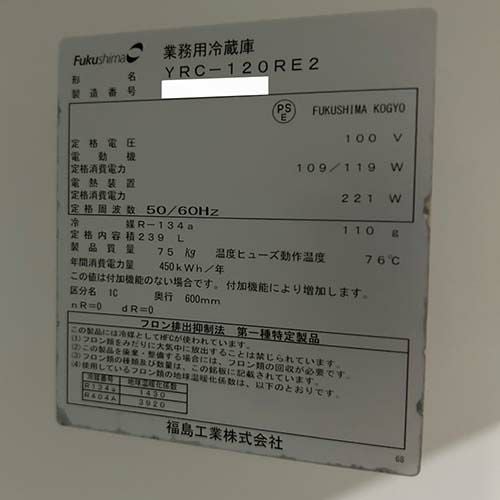 Fukushima
業務用冷蔵庫
形名 YRC-120RE2
製造番号
PS E
FUKUSHIMA KOGYO
定格電圧 100 V
電動機
定格消費電力 109/119 W
電熱装置
定格消費電力 221 W
定格周波数 50/60Hz
冷媒 R-134a 110 g
定格内容積 239 L
製品質量 75 kg 温度ヒューズ動作温度 76℃
年間消費電力量 450kWh/年
この値は付加機能のない場合です。付加機能により増加します。
区分名 1C 奥行 600mm
nR=0 dR=0
フロン排出抑制法 第一種特定製品
この製品には冷媒としてHFCが使われています。
(1)フロン類をみだりに大気中に放出することは禁じられています。
(2)この製品を廃棄・整備する場合には、フロン類の回収が必要です。
(3)フロン類の種類及び数量は、この銘板に記載されています。
(4)使用しているフロン類の地球温暖化係数は、以下のとおりです。
冷媒番号 地球温暖化係数
R134a 1430
R404A 3920
福島工業株式会社
G8